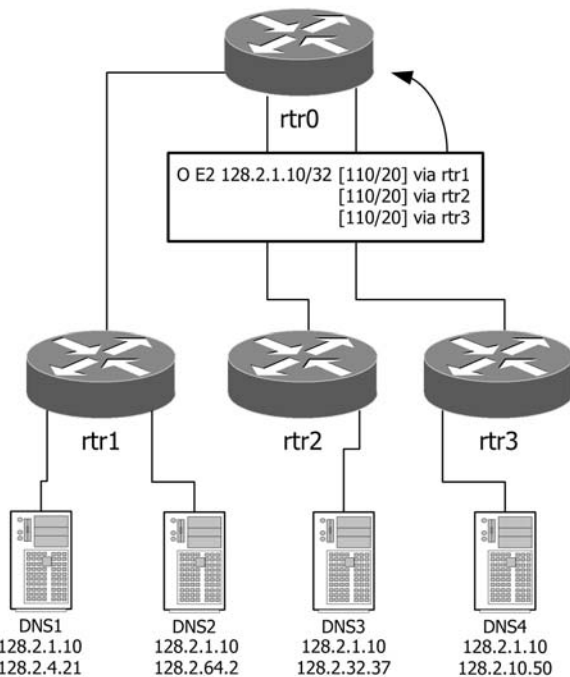 rtr0
O E2 128.2.1.10/32 [110/20] via rtr1
[110/20] via rtr2
[110/20] via rtr3
rtr1
rtr2
rtr3
DNS1
128.2.1.10
128.2.4.21
DNS2
128.2.1.10
128.2.64.2
DNS3
128.2.1.10
128.2.32.37
DNS4
128.2.1.10
128.2.10.50